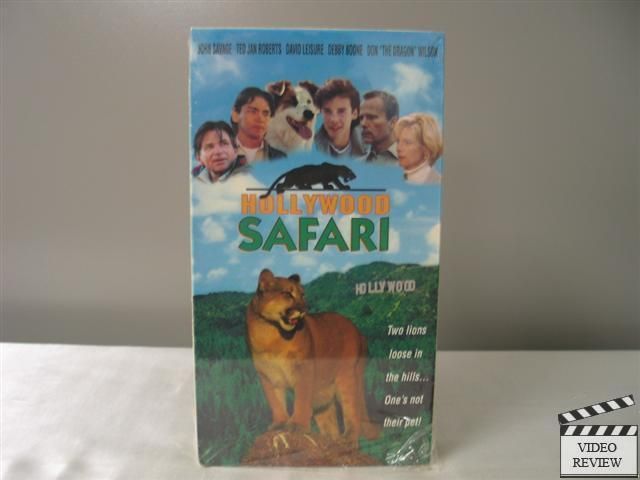 JOHN SAVAGE TED JAN ROBERTS DAVID LEISURE DEBBY BOONE DON "THE DRAGON" WILSON
HOLLYWOOD
SAFARI
HOLLYWOOD
Two lions
loose in
the hills...
One's not
their pet!
VIDEO
REVIEW